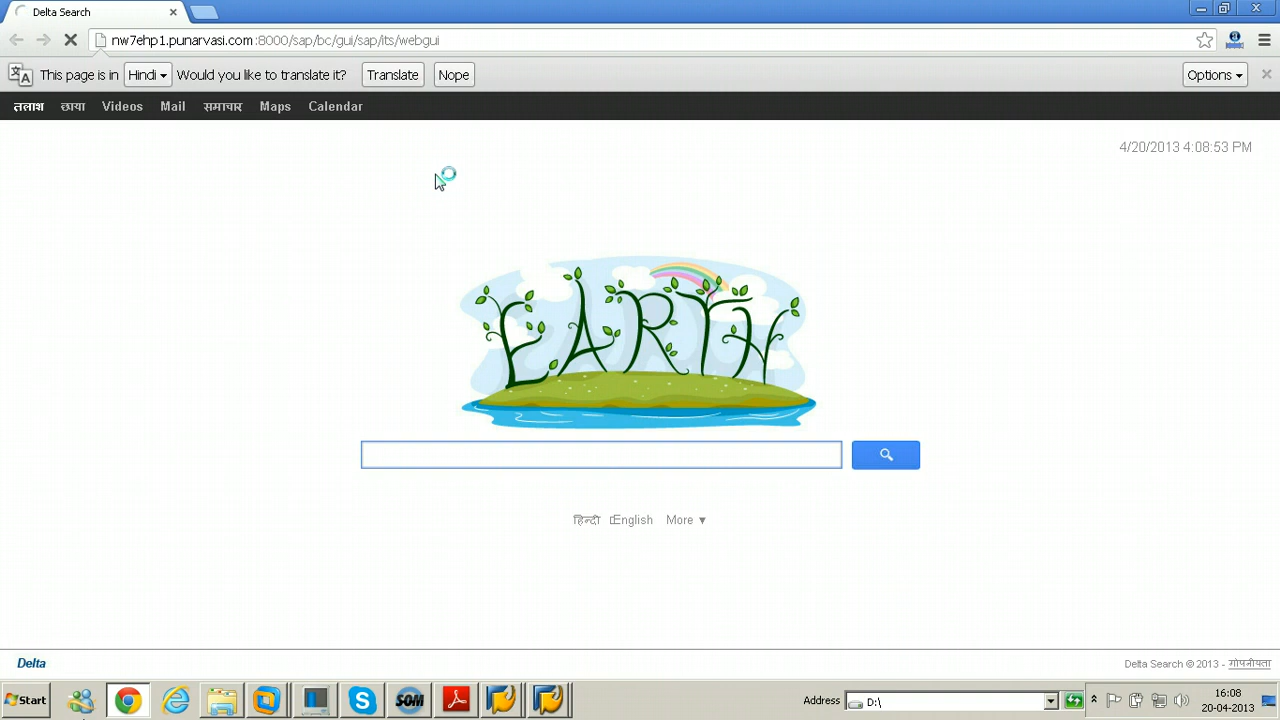 Delta Search
nw7ehp1.punarvasi.com:8000/sap/bc/gui/sap/its/webgui
This page is in Hindi Would you like to translate it? Translate Nope Options
तलाश छाया Videos Mail समाचार Maps Calendar
4/20/2013 4:08:53 PM
EARTH
हिन्दी English More ▼
Delta Delta Search © 2013 - गोपनीयता
Start SOM Address D:\ 16:08
20-04-2013